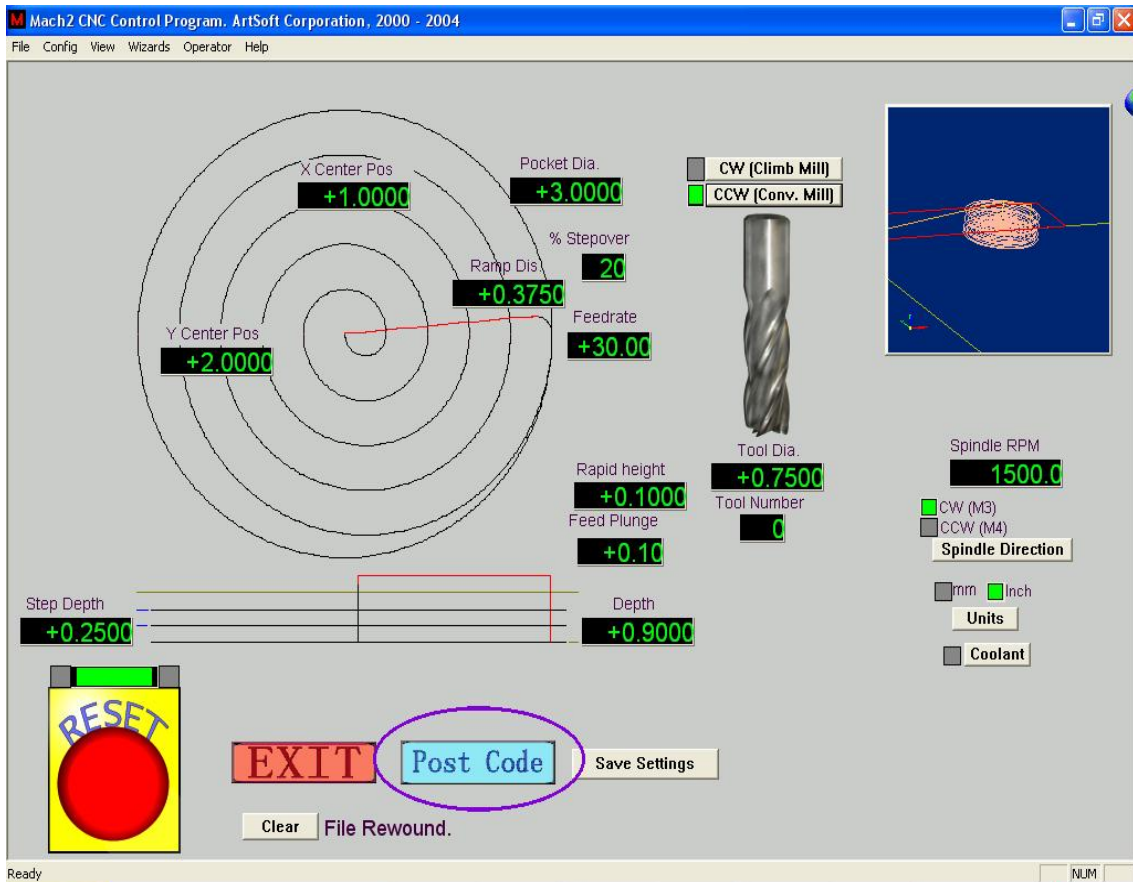 Mach2 CNC Control Program. ArtSoft Corporation, 2000 - 2004
File Config View Wizards Operator Help
X Center Pos
+1.0000
Pocket Dia.
+3.0000
CW (Climb Mill)
CCW (Conv. Mill)
% Stepover
20
Ramp Dis.
+0.3750
Feedrate
+30.00
Y Center Pos
+2.0000
Rapid height
+0.1000
Feed Plunge
+0.10
Tool Dia.
+0.7500
Tool Number
0
Spindle RPM
1500.0
CW (M3)
CCW (M4)
Spindle Direction
mm Inch
Units
Coolant
Step Depth
+0.2500
Depth
+0.9000
RESET
EXIT
Post Code
Save Settings
Clear
File Rewound.
Ready
NUM